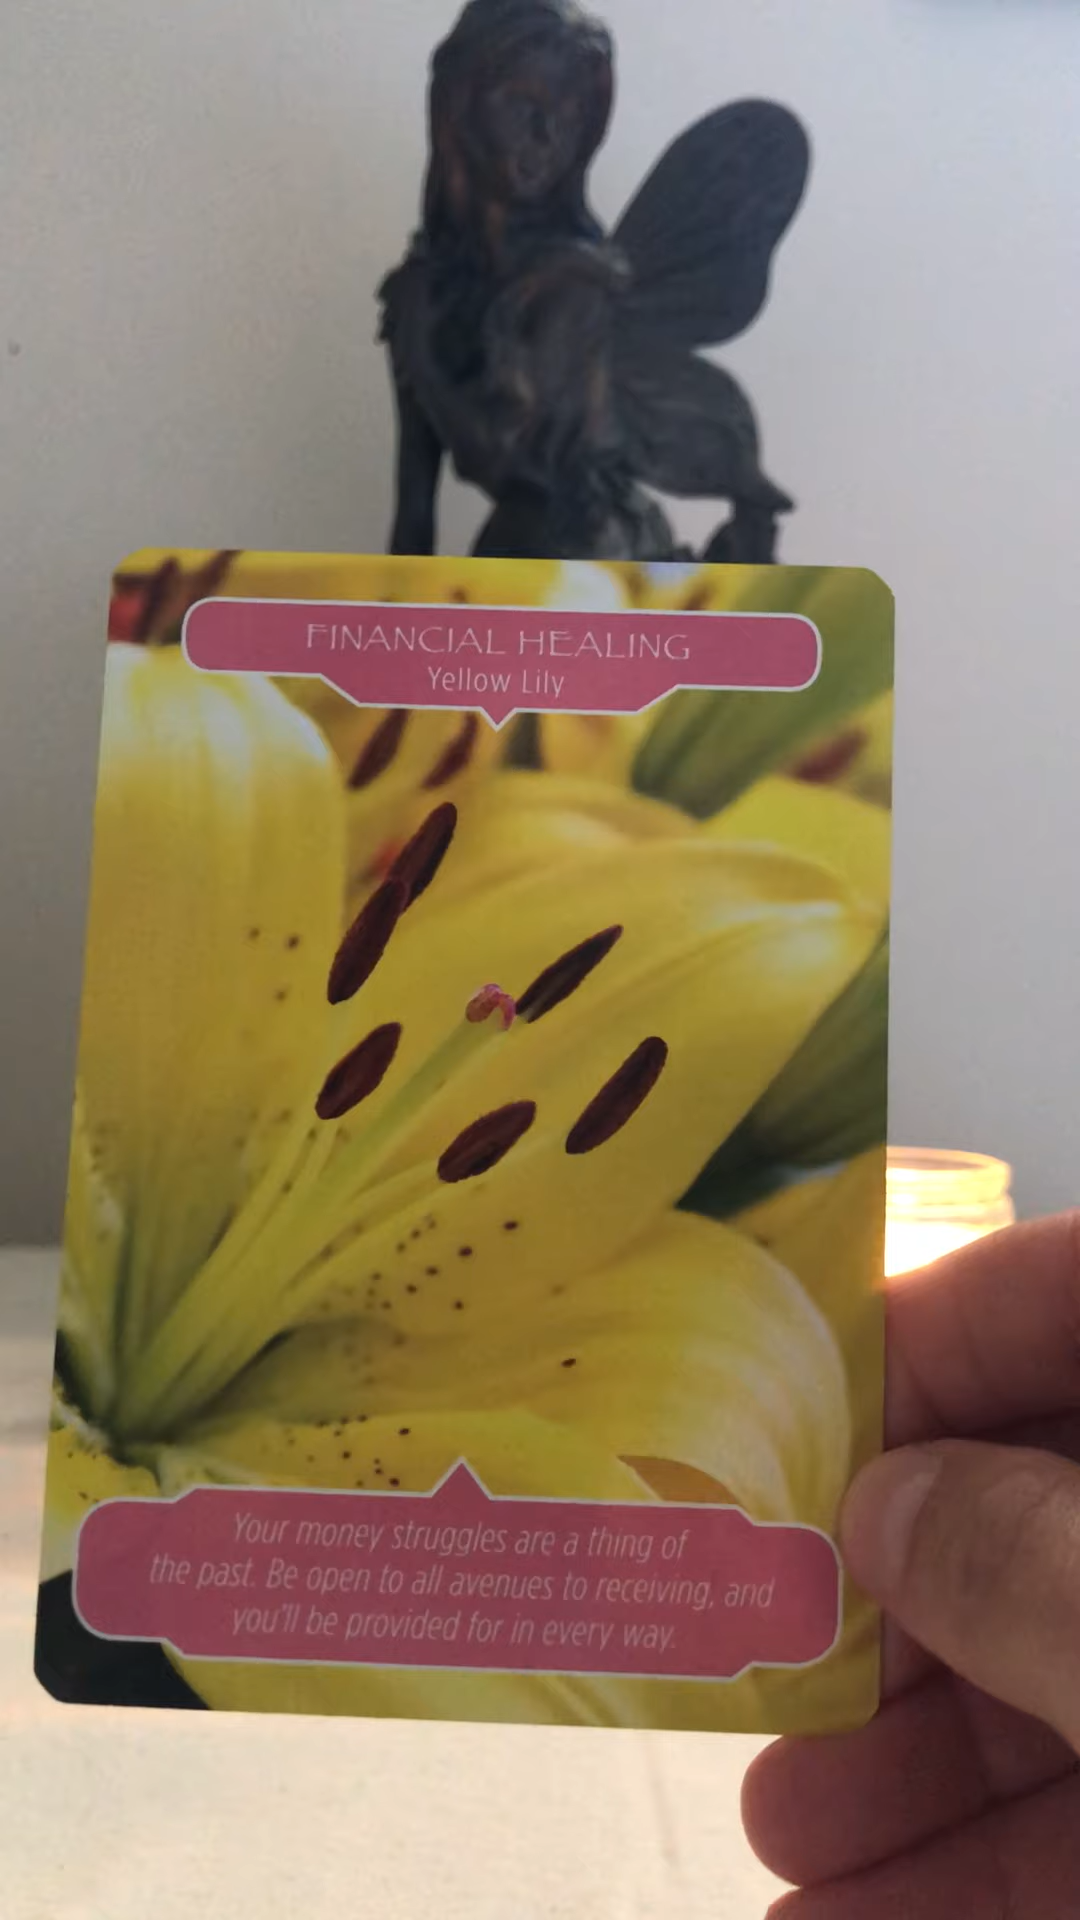 FINANCIAL HEALING
Yellow Lily
Your money struggles are a thing of
the past. Be open to all avenues to receiving, and
you'll be provided for in every way.